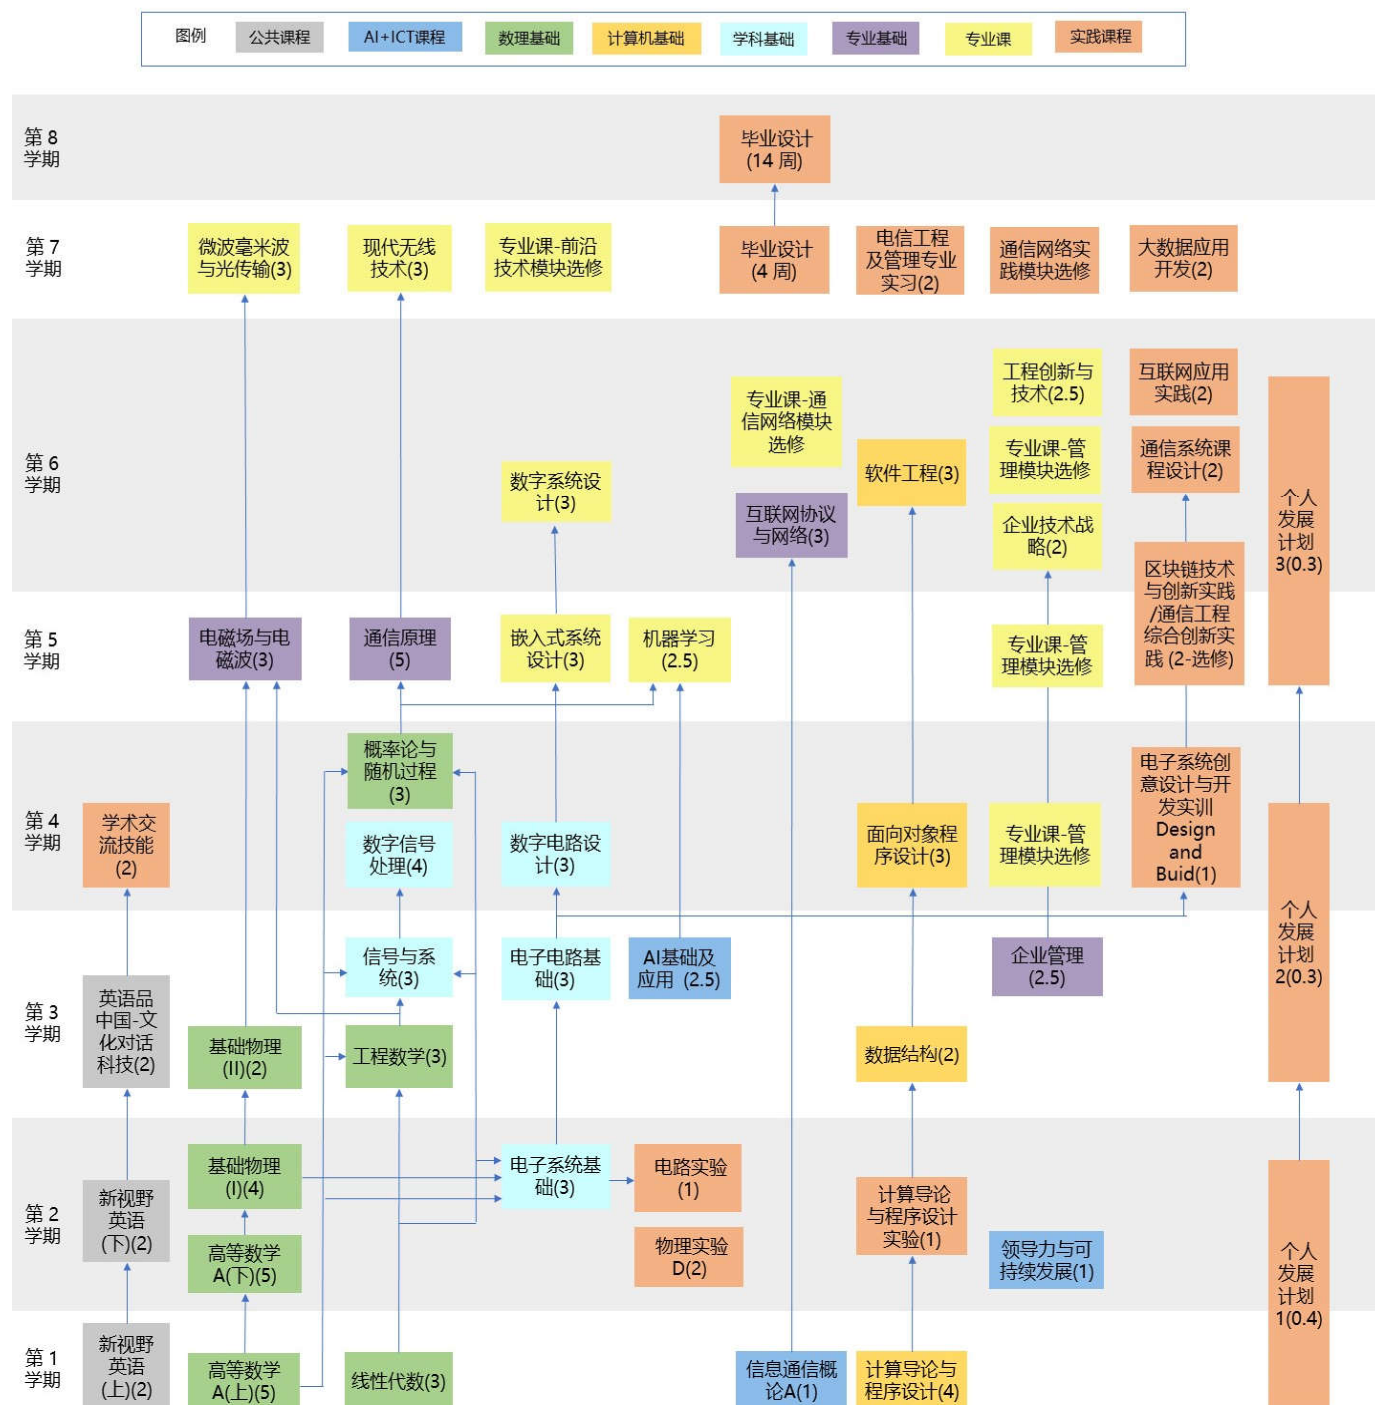 图例
公共课程
AI+ICT课程
数理基础
计算机基础
学科基础
专业基础
专业课
实践课程
第 8
学期
毕业设计
(14 周)
第 7
学期
微波毫米波
与光传输(3)
现代无线
技术(3)
专业课-前沿
技术模块选修
毕业设计
(4 周)
电信工程
及管理专业
实习(2)
通信网络实
践模块选修
大数据应用
开发(2)
第 6
学期
数字系统设
计(3)
专业课-通
信网络模块
选修
互联网协议
与网络(3)
软件工程(3)
工程创新与
技术(2.5)
专业课-管
理模块选修
企业技术战
略(2)
互联网应用
实践(2)
通信系统课
程设计(2)
区块链技术
与创新实践
/通信工程
综合创新实
践 (2-选修)
个人
发展
计划
3(0.3)
第 5
学期
电磁场与电
磁波(3)
通信原理
(5)
嵌入式系统
设计(3)
机器学习
(2.5)
专业课-管
理模块选修
第 4
学期
学术交
流技能
(2)
概率论与
随机过程
(3)
数字信号
处理(4)
数字电路设
计(3)
面向对象程
序设计(3)
专业课-管
理模块选修
电子系统创
意设计与开
发实训
Design
and
Buid(1)
个人
发展
计划
2(0.3)
第 3
学期
英语品
中国-文
化对话
科技(2)
基础物理
(II)(2)
信号与系
统(3)
工程数学(3)
电子电路基
础(3)
AI基础及
应用 (2.5)
数据结构(2)
企业管理
(2.5)
第 2
学期
新视野
英语
(下)(2)
基础物理
(I)(4)
高等数学
A(下)(5)
电子系统基
础(3)
电路实验
(1)
物理实验
D(2)
计算导论
与程序设计
实验(1)
领导力与可
持续发展(1)
个人
发展
计划
1(0.4)
第 1
学期
新视野
英语
(上)(2)
高等数学
A(上)(5)
线性代数(3)
信息通信概
论A(1)
计算导论与
程序设计(4)